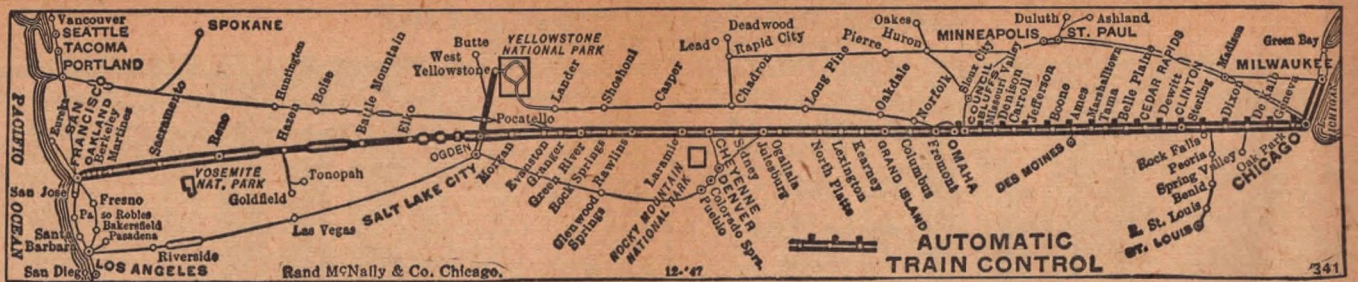 Vancouver
SEATTLE
TACOMA
PORTLAND
SPOKANE
Huntington
Boise
Battle Mountain
Butte
West
Yellowstone
YELLOWSTONE
NATIONAL PARK
Lander
Shoshoni
Casper
Lead
Deadwood
Rapid City
Chadron
Long Pine
Pierre
Oakes
Huron
Oakdale
Norfolk
MINNEAPOLIS
Duluth
Ashland
ST. PAUL
Sioux City
COUNCIL
BLUFFS
Missouri Valley
Denison
Carroll
Jefferson
Boone
Ames
Marshalltown
Tama
Belle Plaine
CEDAR RAPIDS
Dewitt
CLINTON
Sterling
Dixon
Madison
De Kalb
Geneva
Green Bay
MILWAUKEE
PACIFIC OCEAN
Eureka
SAN
FRANCISCO
OAKLAND
Berkeley
Martinez
Sacramento
Reno
Hazen
Elko
Pocatello
OGDEN
SALT LAKE CITY
Morgan
Evanston
Granger
Green River
Rock Springs
Rawlins
Laramie
CHEYENNE
Sidney
Julesburg
Ogallala
North Platte
Lexington
Kearney
GRAND ISLAND
Columbus
Fremont
OMAHA
DES MOINES
Rock Falls
Peoria
Spring Valley
Benld
E. St. Louis
ST. LOUIS
Oak Park
CHICAGO
YOSEMITE
NAT. PARK
Tonopah
Goldfield
San Jose
Fresno
Paso Robles
Bakersfield
Pasadena
Santa
Barbara
San Diego
LOS ANGELES
Riverside
Las Vegas
Glenwood
Springs
ROCKY MOUNTAIN
NATIONAL PARK
DENVER
Colorado Sprs.
Pueblo
AUTOMATIC
TRAIN CONTROL
Rand McNally & Co. Chicago.
12-'47
341